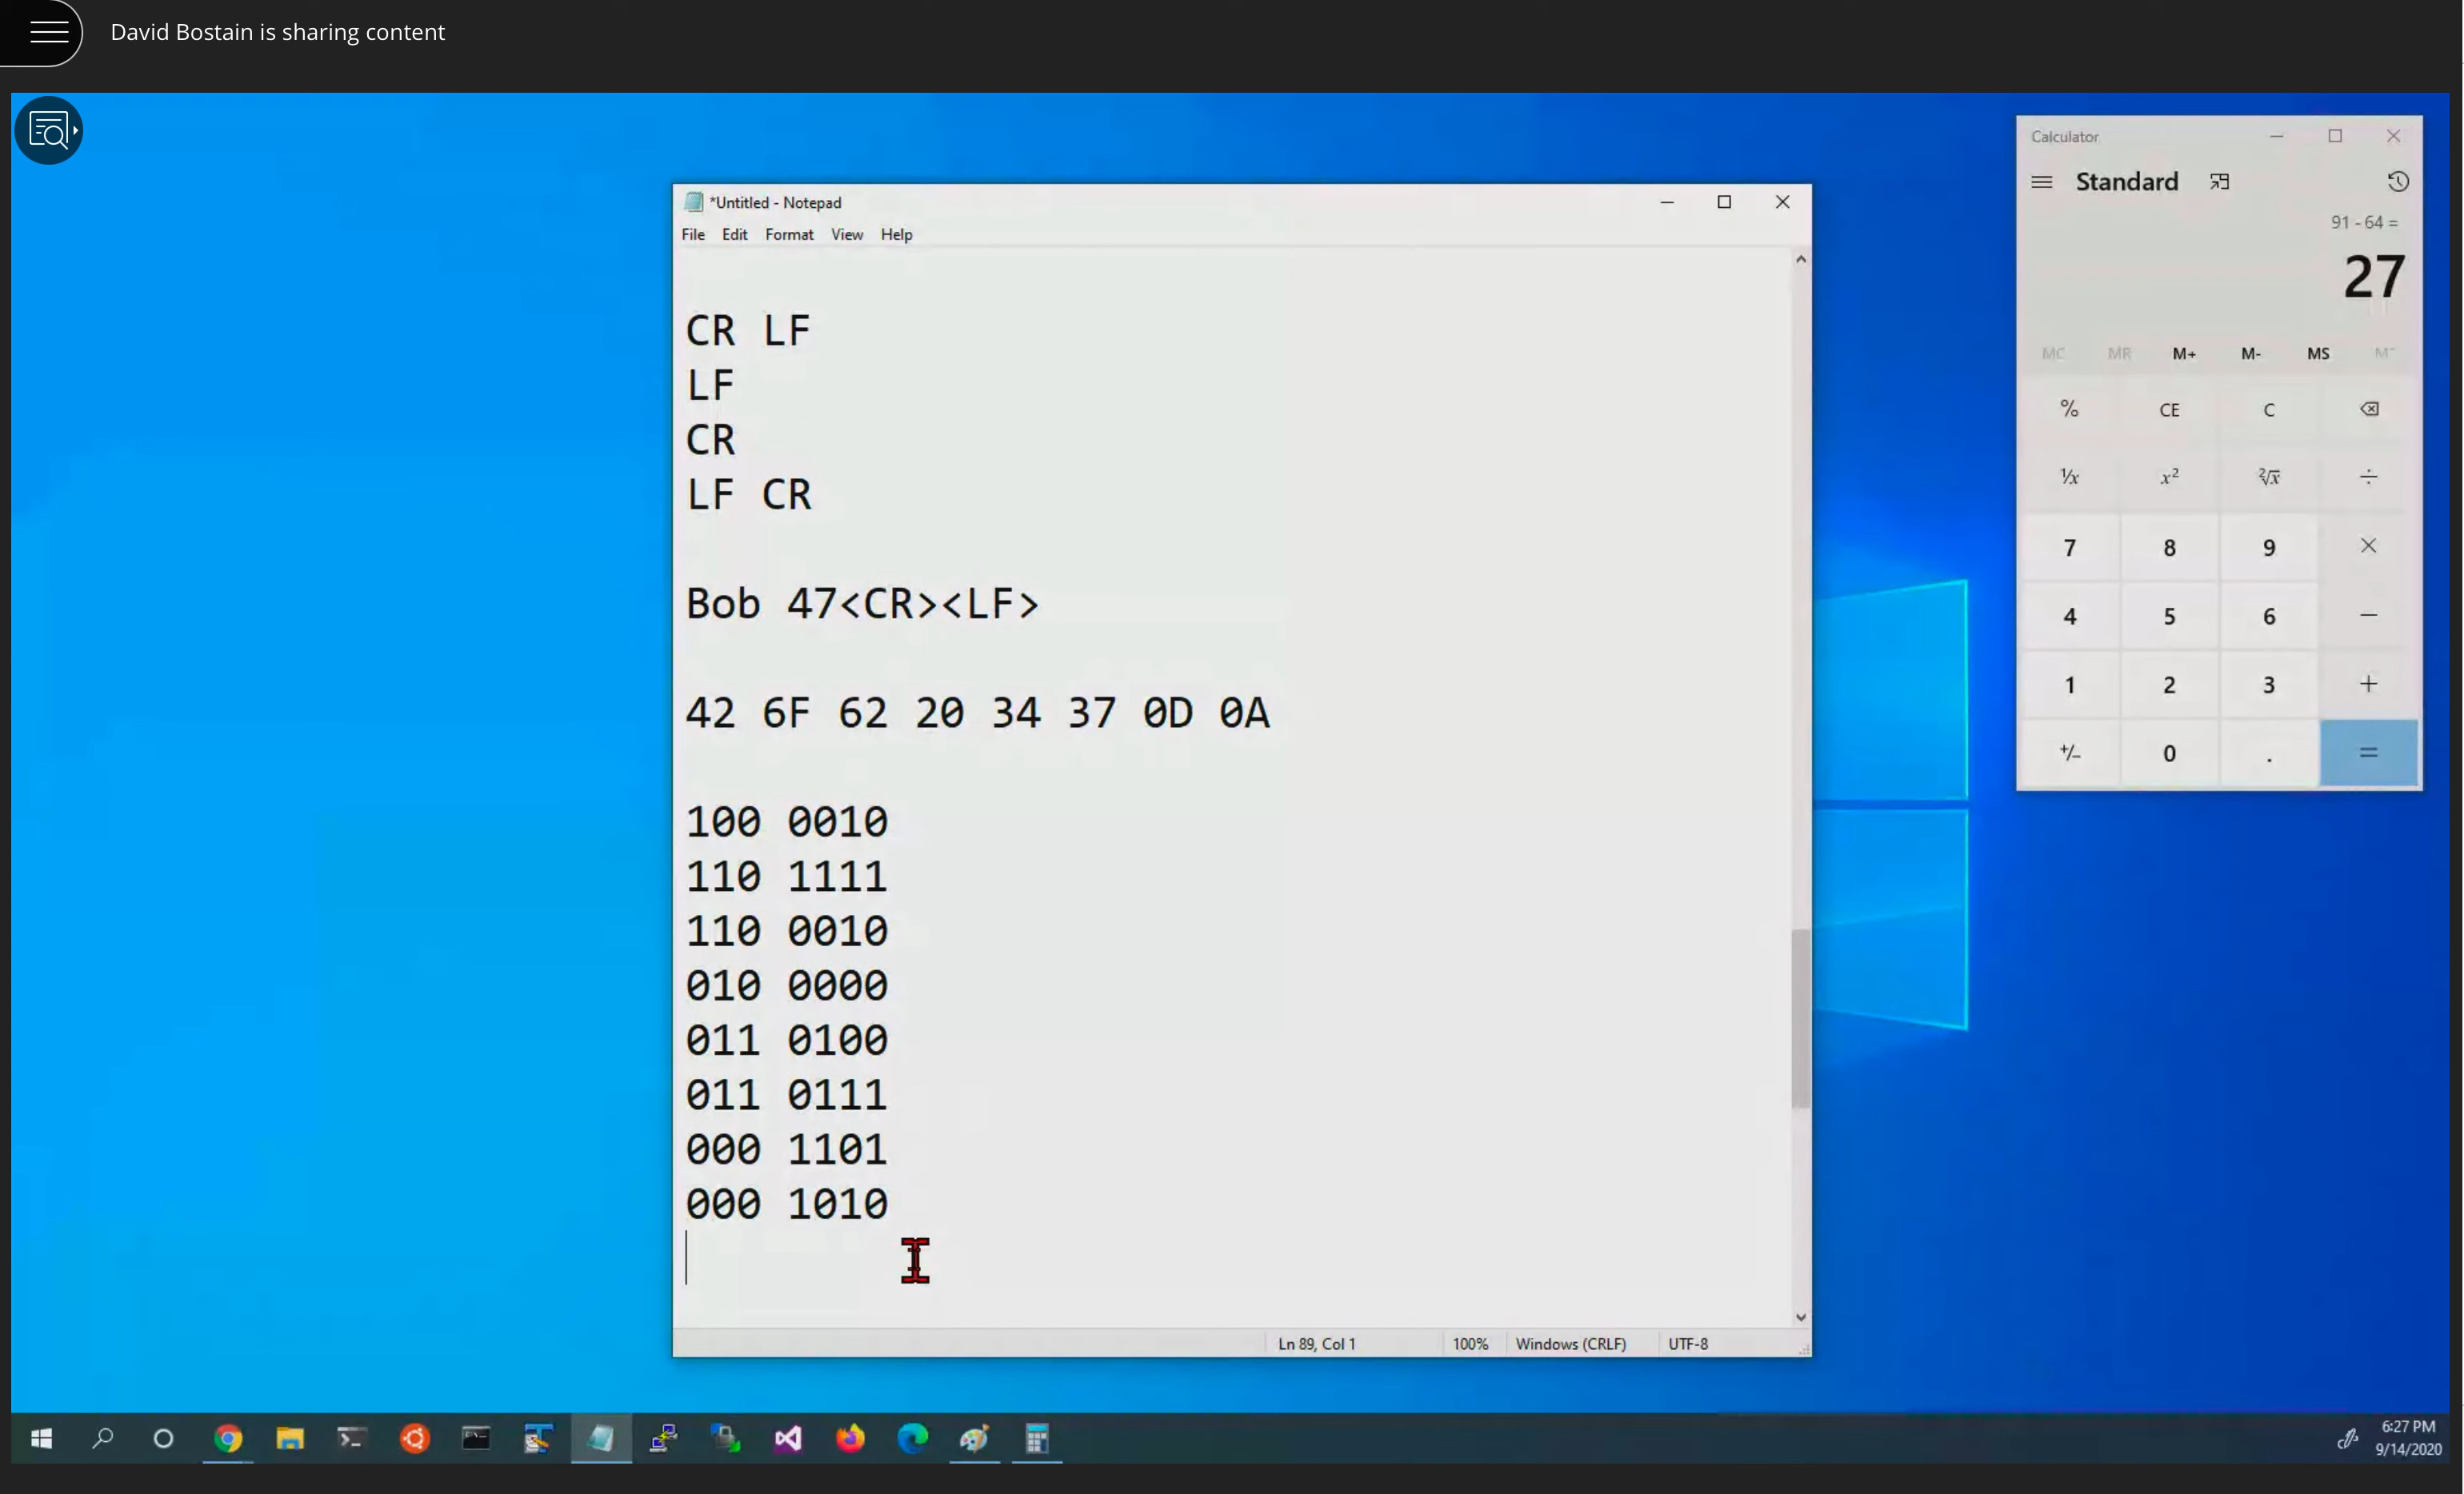 David Bostain is sharing content
*Untitled - Notepad
File Edit Format View Help
CR LF
LF
CR
LF CR
Bob 47<CR><LF>
42 6F 62 20 34 37 0D 0A
100 0010
110 1111
110 0010
010 0000
011 0100
011 0111
000 1101
000 1010
Ln 89, Col 1 100% Windows (CRLF) UTF-8
Calculator
Standard
91 - 64 =
27
MC MR M+ M- MS
% CE C
1/x x² ²√x ÷
7 8 9 ×
4 5 6 −
1 2 3 +
+/- 0 . =
6:27 PM
9/14/2020